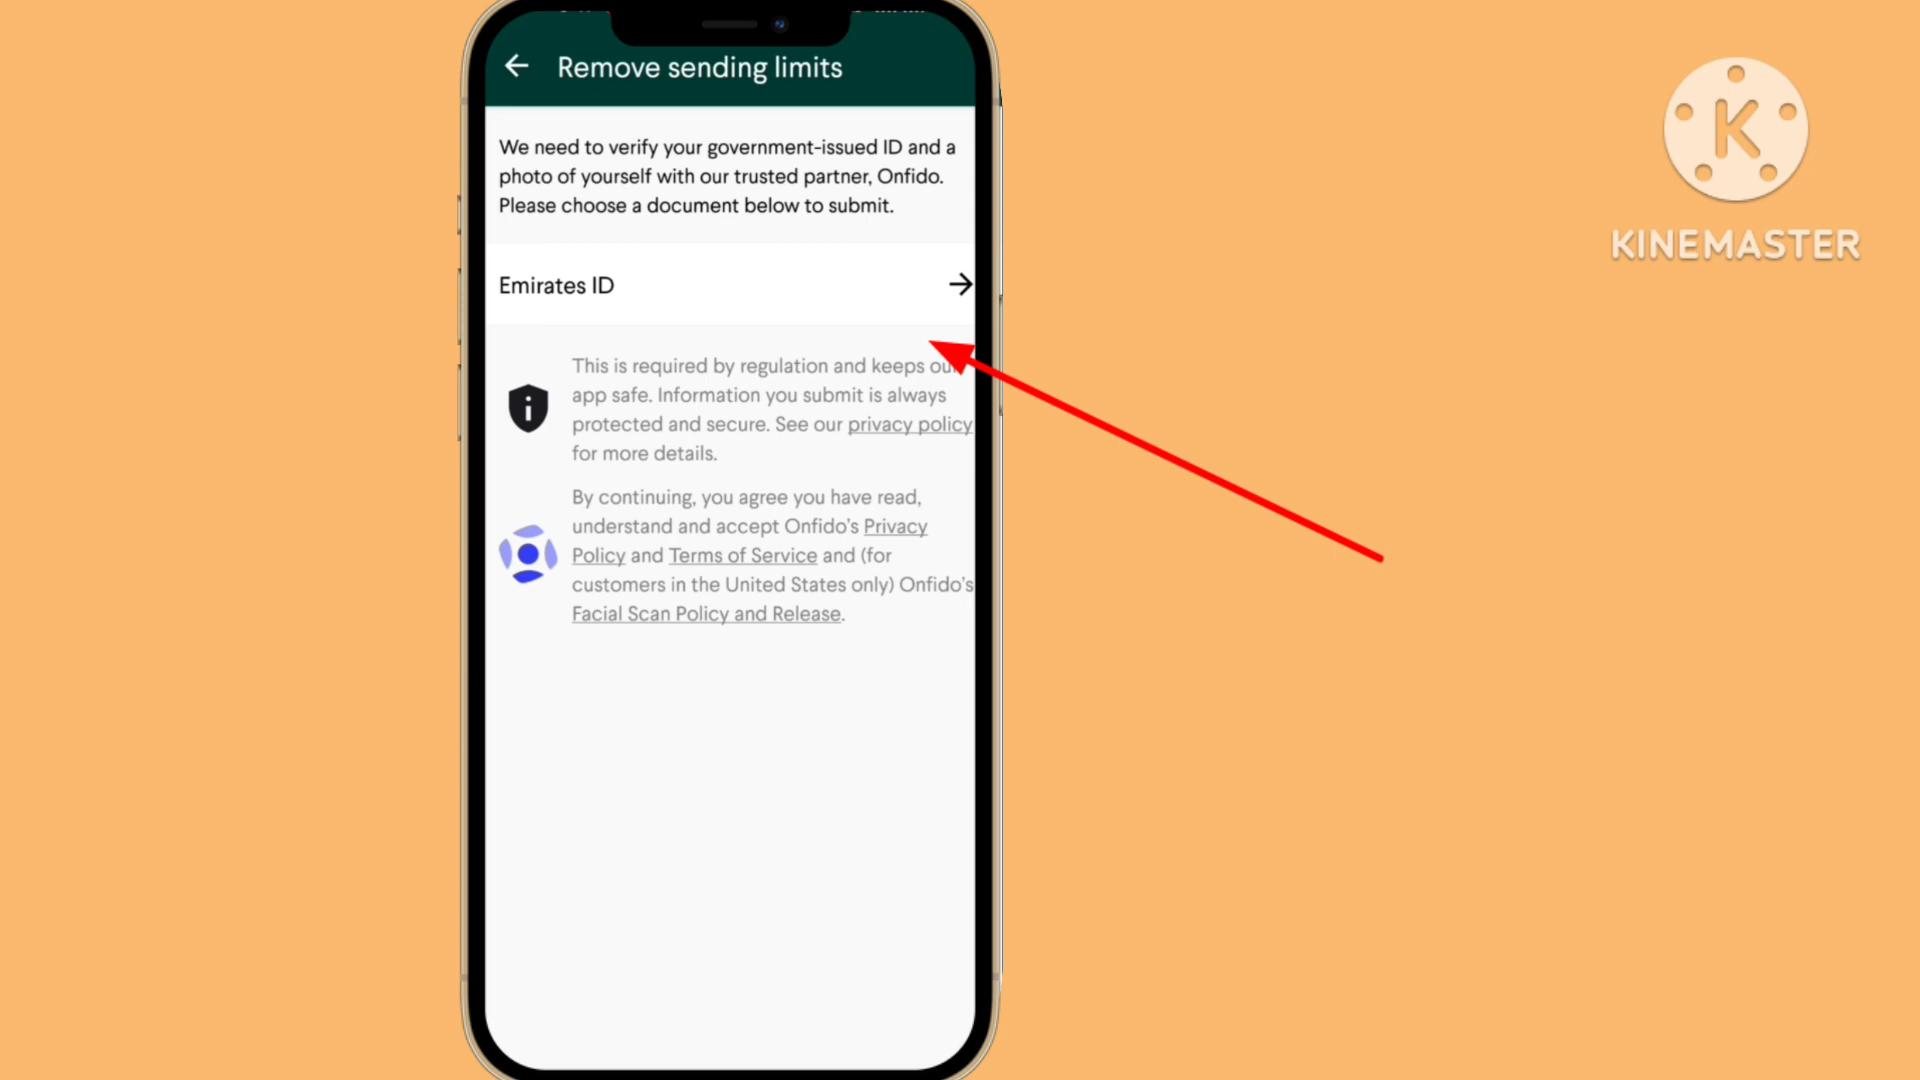 Remove sending limits
We need to verify your government-issued ID and a
photo of yourself with our trusted partner, Onfido.
Please choose a document below to submit.
Emirates ID
This is required by regulation and keeps
app safe. Information you submit is always
protected and secure. See our privacy policy
for more details.
By continuing, you agree you have read,
understand and accept Onfido's Privacy
Policy and Terms of Service and (for
customers in the United States only) Onfido's
Facial Scan Policy and Release.
K
KINEMASTER